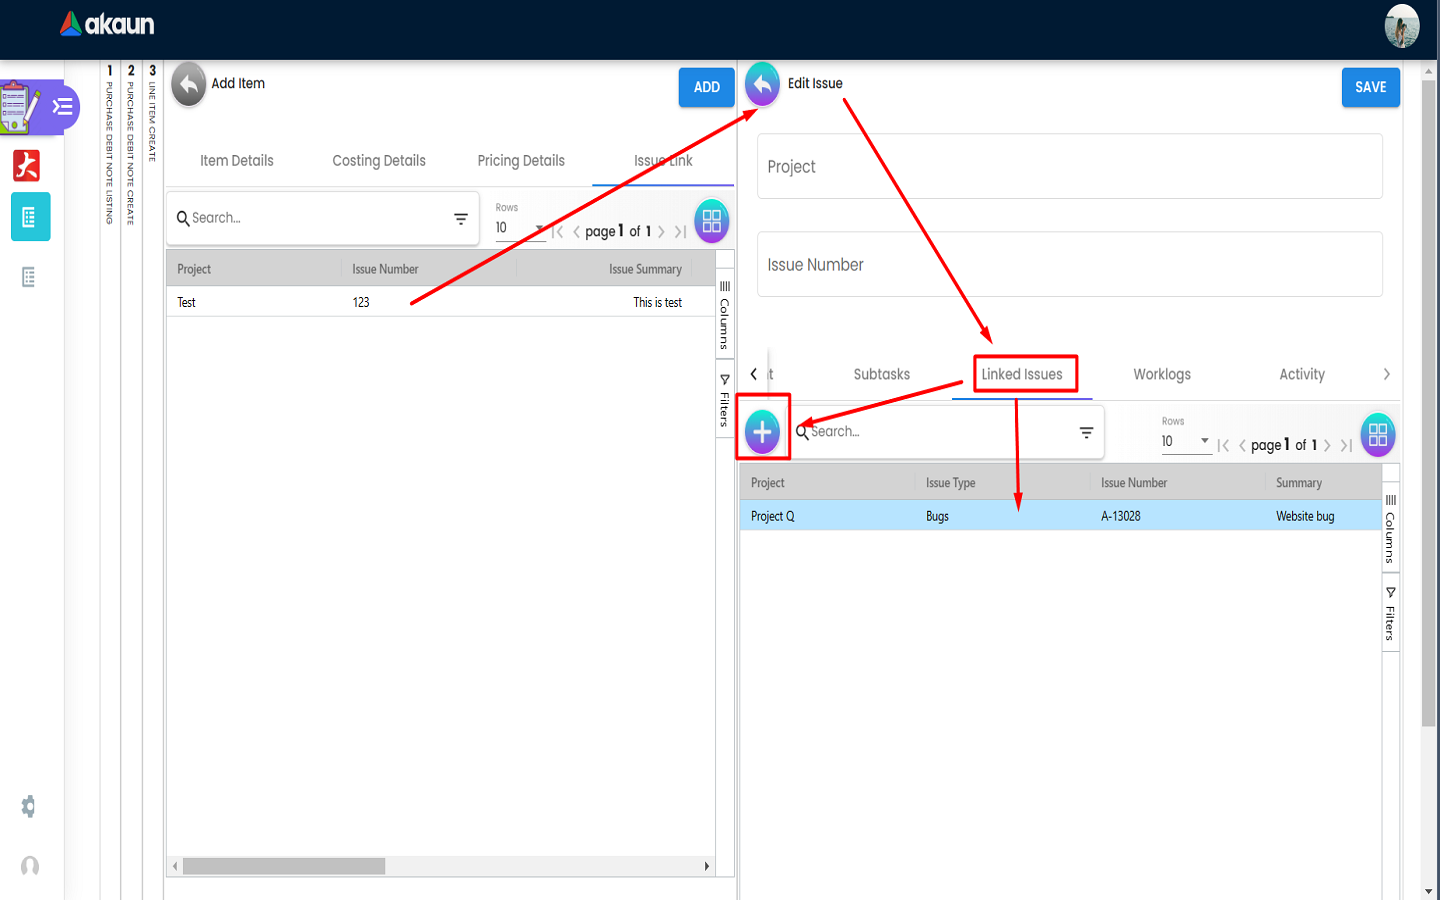 akaun
1 PURCHASE DEBIT NOTE LISTING
2 PURCHASE DEBIT NOTE CREATE
3 LINE ITEM CREATE
Add Item
ADD
Item Details
Costing Details
Pricing Details
Issue Link
Search...
Rows
10
page 1 of 1
Project
Issue Number
Issue Summary
Test
123
This is test
Columns
Filters
Edit Issue
SAVE
Project
Issue Number
Subtasks
Linked Issues
Worklogs
Activity
Search...
Rows
10
page 1 of 1
Project
Issue Type
Issue Number
Summary
Project Q
Bugs
A-13028
Website bug
Columns
Filters